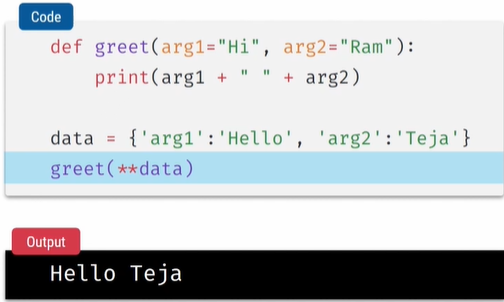 Code
def greet(arg1="Hi", arg2="Ram"):
    print(arg1 + " " + arg2)
data = {'arg1':'Hello', 'arg2':'Teja'}
greet(**data)
Output
Hello Teja